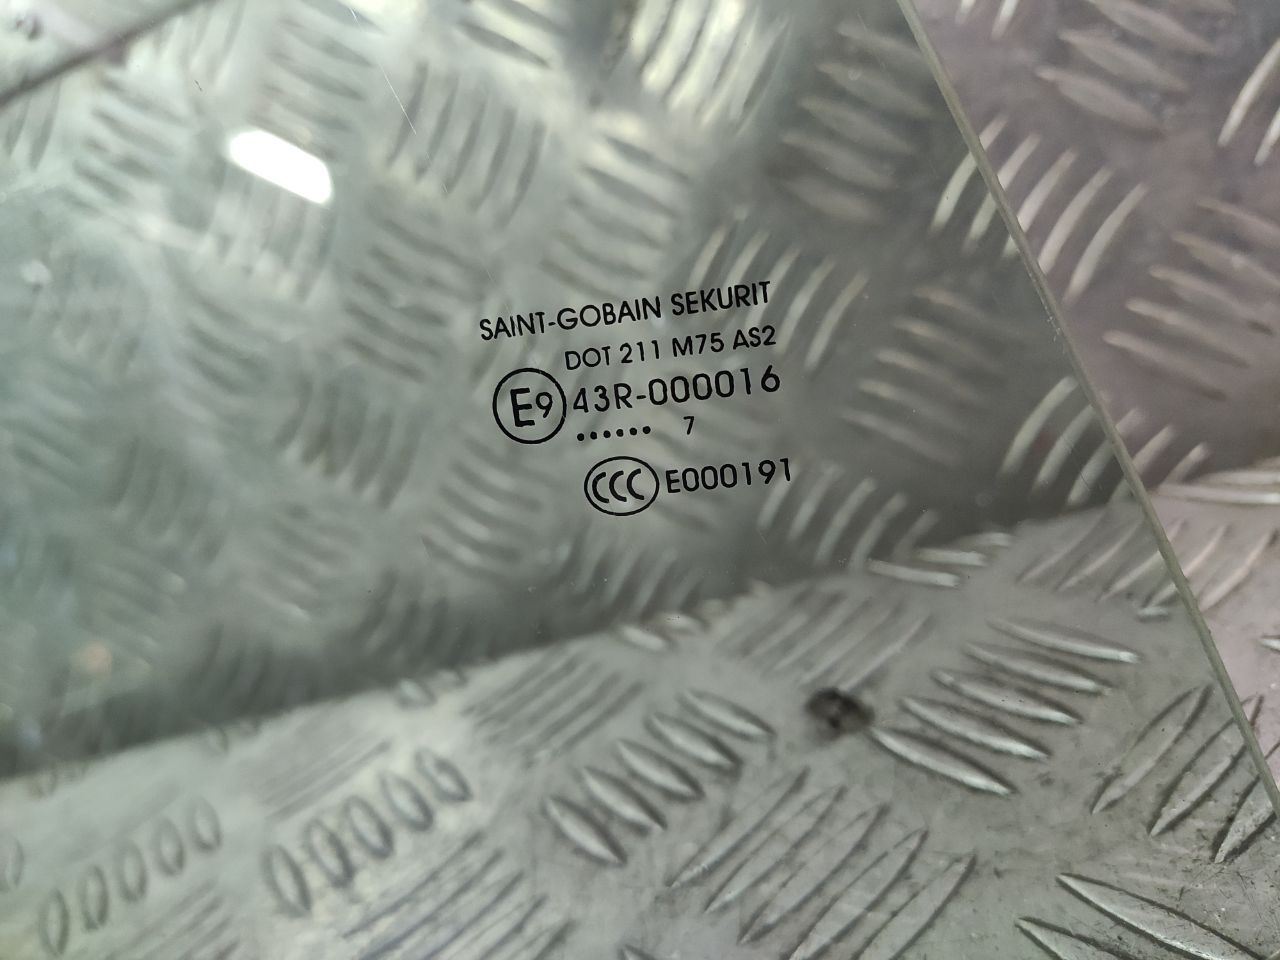 SAINT-GOBAIN SEKURIT
DOT 211 M75 AS2
E9 43R-000016
...... 7
CCC E000191